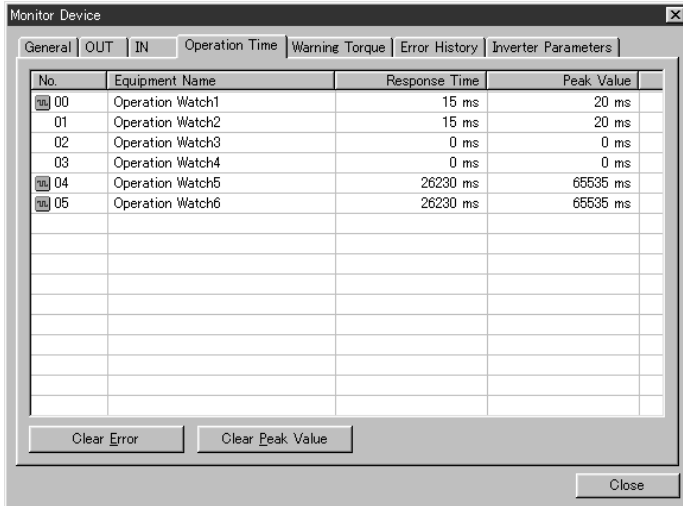 Monitor Device
General OUT IN Operation Time Warning Torque Error History Inverter Parameters
No. Equipment Name Response Time Peak Value
00 Operation Watch1 15 ms 20 ms
01 Operation Watch2 15 ms 20 ms
02 Operation Watch3 0 ms 0 ms
03 Operation Watch4 0 ms 0 ms
04 Operation Watch5 26230 ms 65535 ms
05 Operation Watch6 26230 ms 65535 ms
Clear Error Clear Peak Value
Close